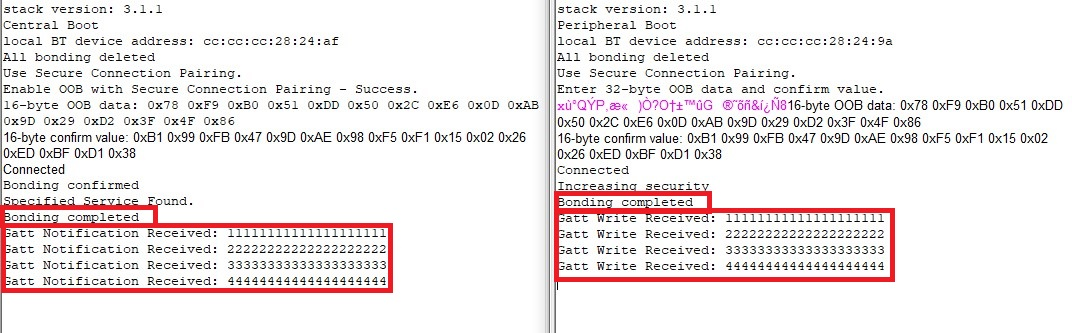 stack version: 3.1.1
Central Boot
local BT device address: cc:cc:cc:28:24:af
All bonding deleted
Use Secure Connection Pairing.
Enable OOB with Secure Connection Pairing - Success.
16-byte OOB data: 0x78 0xF9 0xB0 0x51 0xDD 0x50 0x2C 0xE6 0x0D 0xAB
0x9D 0x29 0xD2 0x3F 0x4F 0x86
16-byte confirm value: 0xB1 0x99 0xFB 0x47 0x9D 0xAE 0x98 0xF5 0xF1 0x15 0x02 0x26
0xED 0xBF 0xD1 0x38
Connected
Bonding confirmed
Specified Service Found.
Bonding completed
Gatt Notification Received: 11111111111111111111
Gatt Notification Received: 22222222222222222222
Gatt Notification Received: 33333333333333333333
Gatt Notification Received: 44444444444444444444
stack version: 3.1.1
Peripheral Boot
local BT device address: cc:cc:cc:28:24:9a
All bonding deleted
Use Secure Connection Pairing.
Enter 32-byte OOB data and confirm value.
16-byte OOB data: 0x78 0xF9 0xB0 0x51 0xDD
0x50 0x2C 0xE6 0x0D 0xAB 0x9D 0x29 0xD2 0x3F 0x4F 0x86
16-byte confirm value: 0xB1 0x99 0xFB 0x47 0x9D 0xAE 0x98 0xF5 0xF1 0x15 0x02
0x26 0xED 0xBF 0xD1 0x38
Connected
Increasing security
Bonding completed
Gatt Write Received: 11111111111111111111
Gatt Write Received: 22222222222222222222
Gatt Write Received: 33333333333333333333
Gatt Write Received: 44444444444444444444